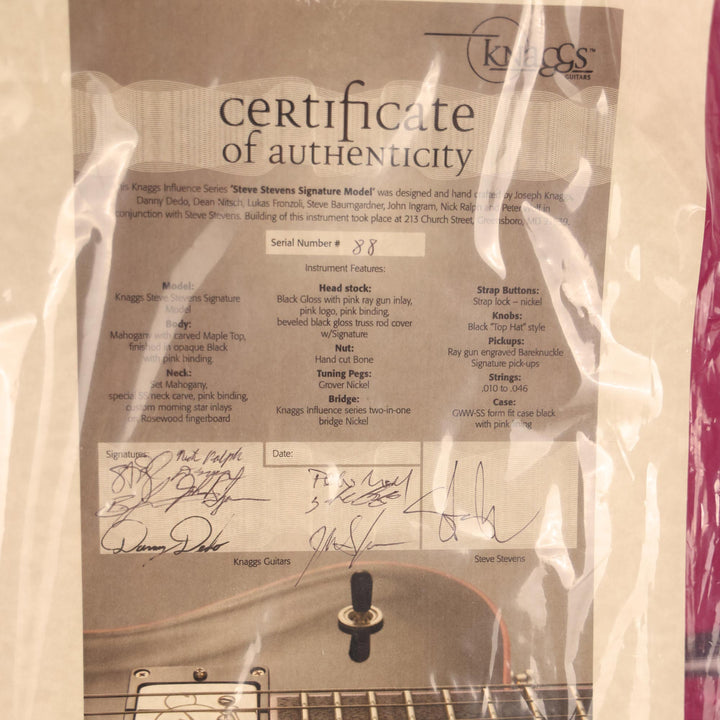 KNAGGS™
GUITARS
certificate
of authenticity
Knaggs Influence Series "Steve Stevens Signature Model" was designed and hand crafted by Joseph Knaggs,
Danny Dedo, Dean Nitsch, Lukas Fronzoli, Steve Baumgardner, John Ingram, Nick Ralph and Peter Wolf in
conjunction with Steve Stevens. Building of this instrument took place at 213 Church Street, Greensboro, MD
Serial Number # 88
Instrument Features:
Model:
Knaggs Steve Stevens Signature
Model
Body:
Mahogany with carved Maple Top,
finished in opaque Black
with pink binding.
Neck:
Set Mahogany,
special SS neck carve, pink binding,
custom morning star inlays
on Rosewood fingerboard
Head stock:
Black Gloss with pink ray gun inlay,
pink logo, pink binding,
beveled black gloss truss rod cover
w/Signature
Nut:
Hand cut Bone
Tuning Pegs:
Grover Nickel
Bridge:
Knaggs Influence series two-in-one
bridge Nickel
Strap Buttons:
Strap lock – nickel
Knobs:
Black "Top Hat" style
Pickups:
Ray gun engraved Bareknuckle
Signature pick-ups
Strings:
.010 to .046
Case:
GWW-SS form fit case black
with pink lining
Signatures:
Nick Ralph
Danny Dedo
Date:
Knaggs Guitars
Steve Stevens